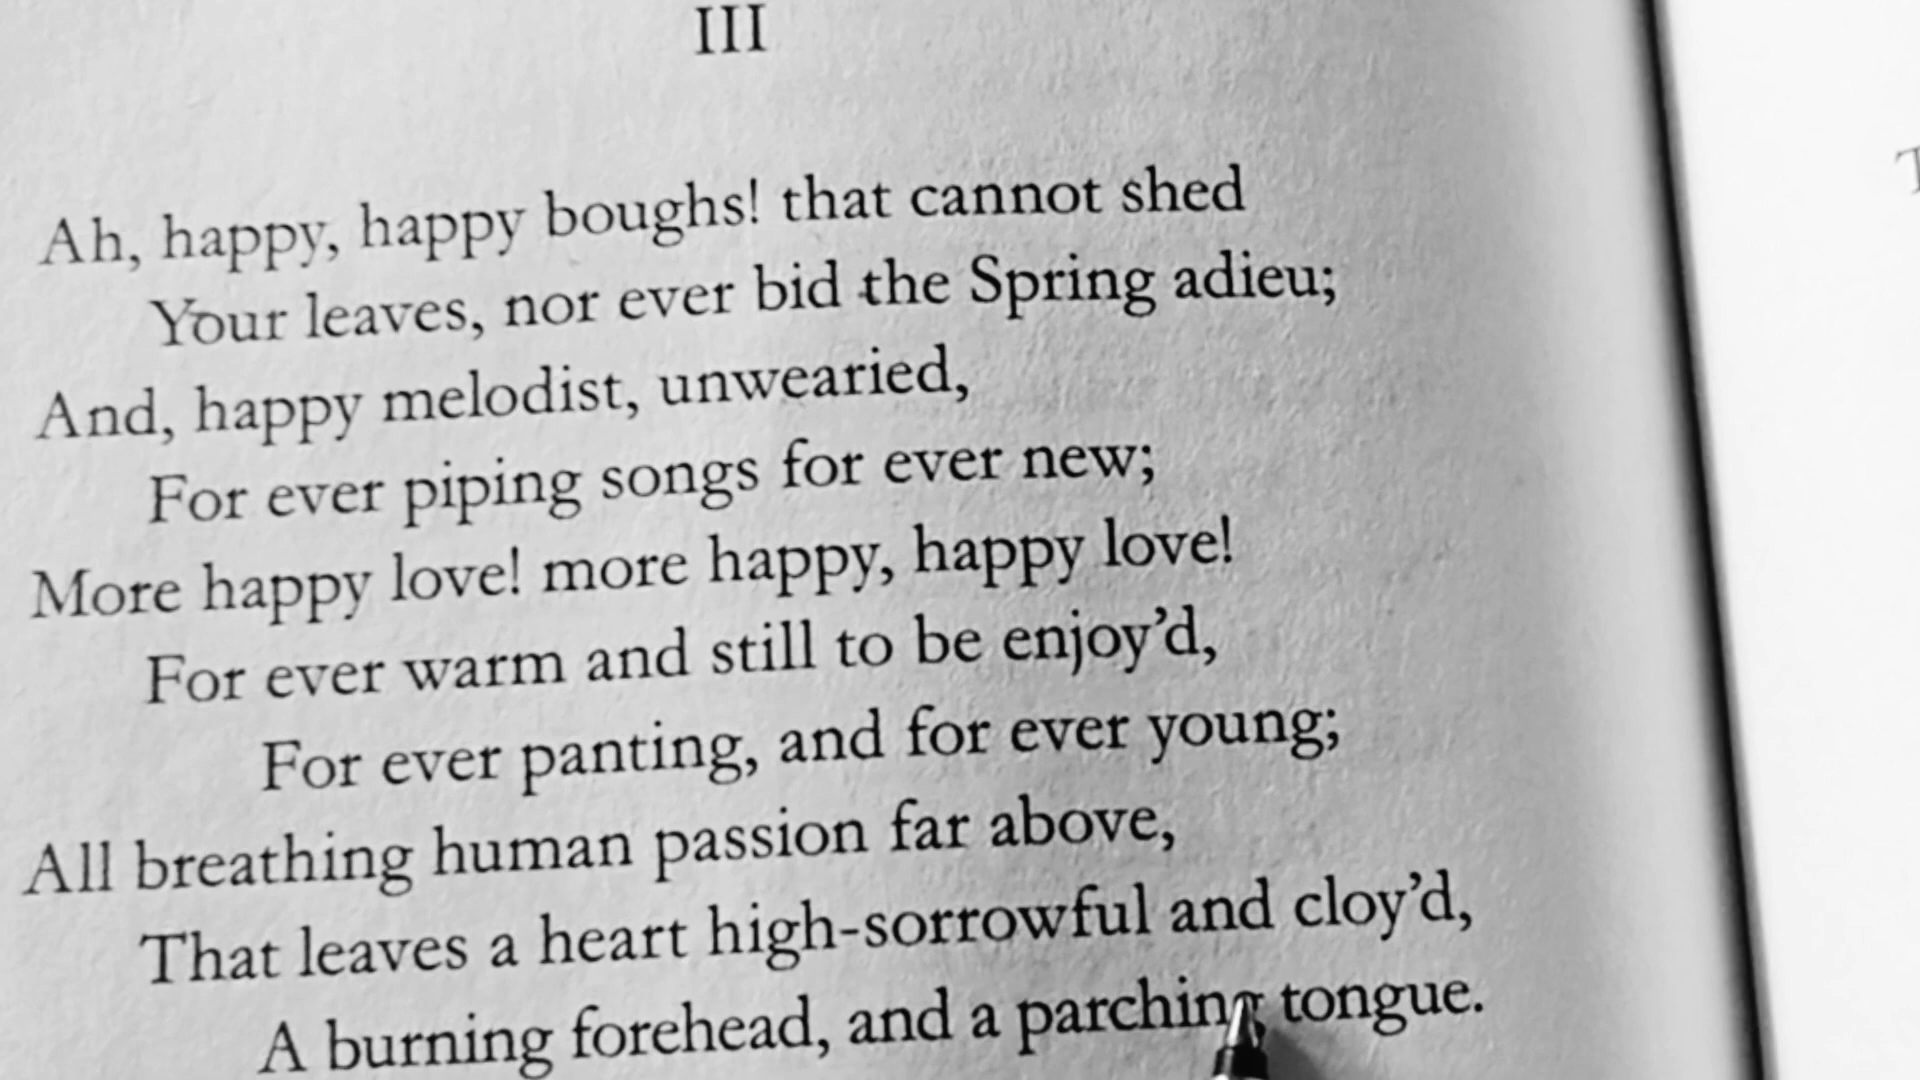 III
Ah, happy, happy boughs! that cannot shed
Your leaves, nor ever bid the Spring adieu;
And, happy melodist, unwearied,
For ever piping songs for ever new;
More happy love! more happy, happy love!
For ever warm and still to be enjoy’d,
For ever panting, and for ever young;
All breathing human passion far above,
That leaves a heart high-sorrowful and cloy’d,
A burning forehead, and a parching tongue.